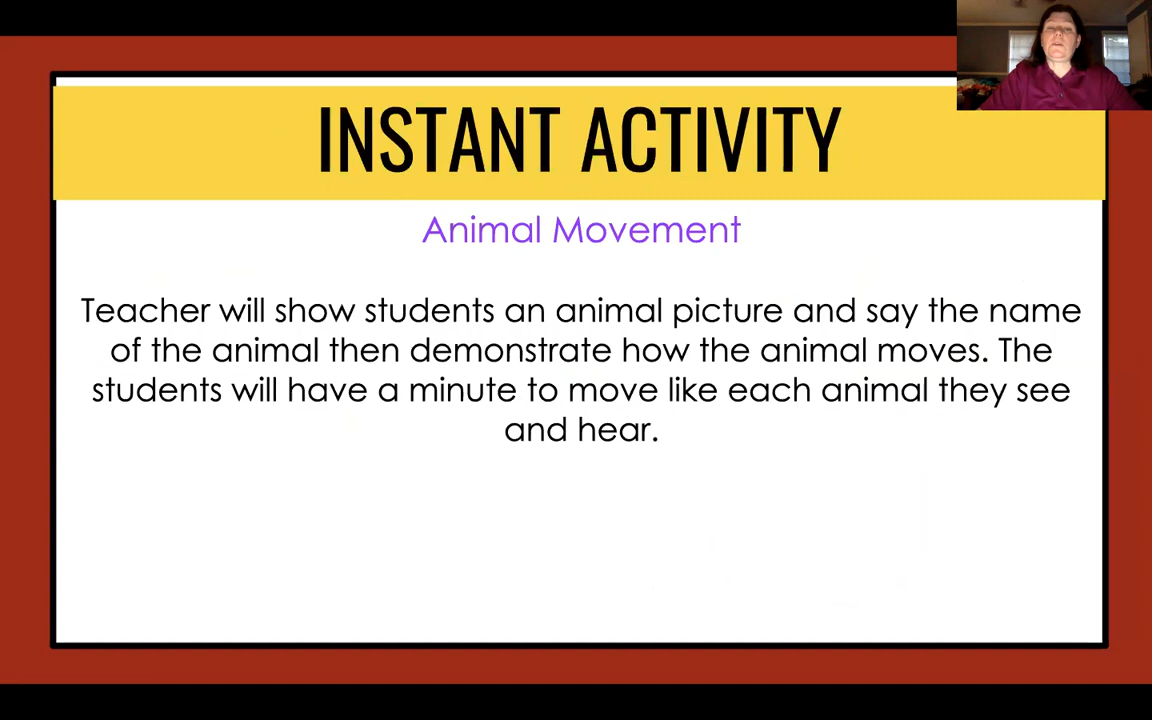 INSTANT ACTIVITY
Animal Movement
Teacher will show students an animal picture and say the name
of the animal then demonstrate how the animal moves. The
students will have a minute to move like each animal they see
and hear.